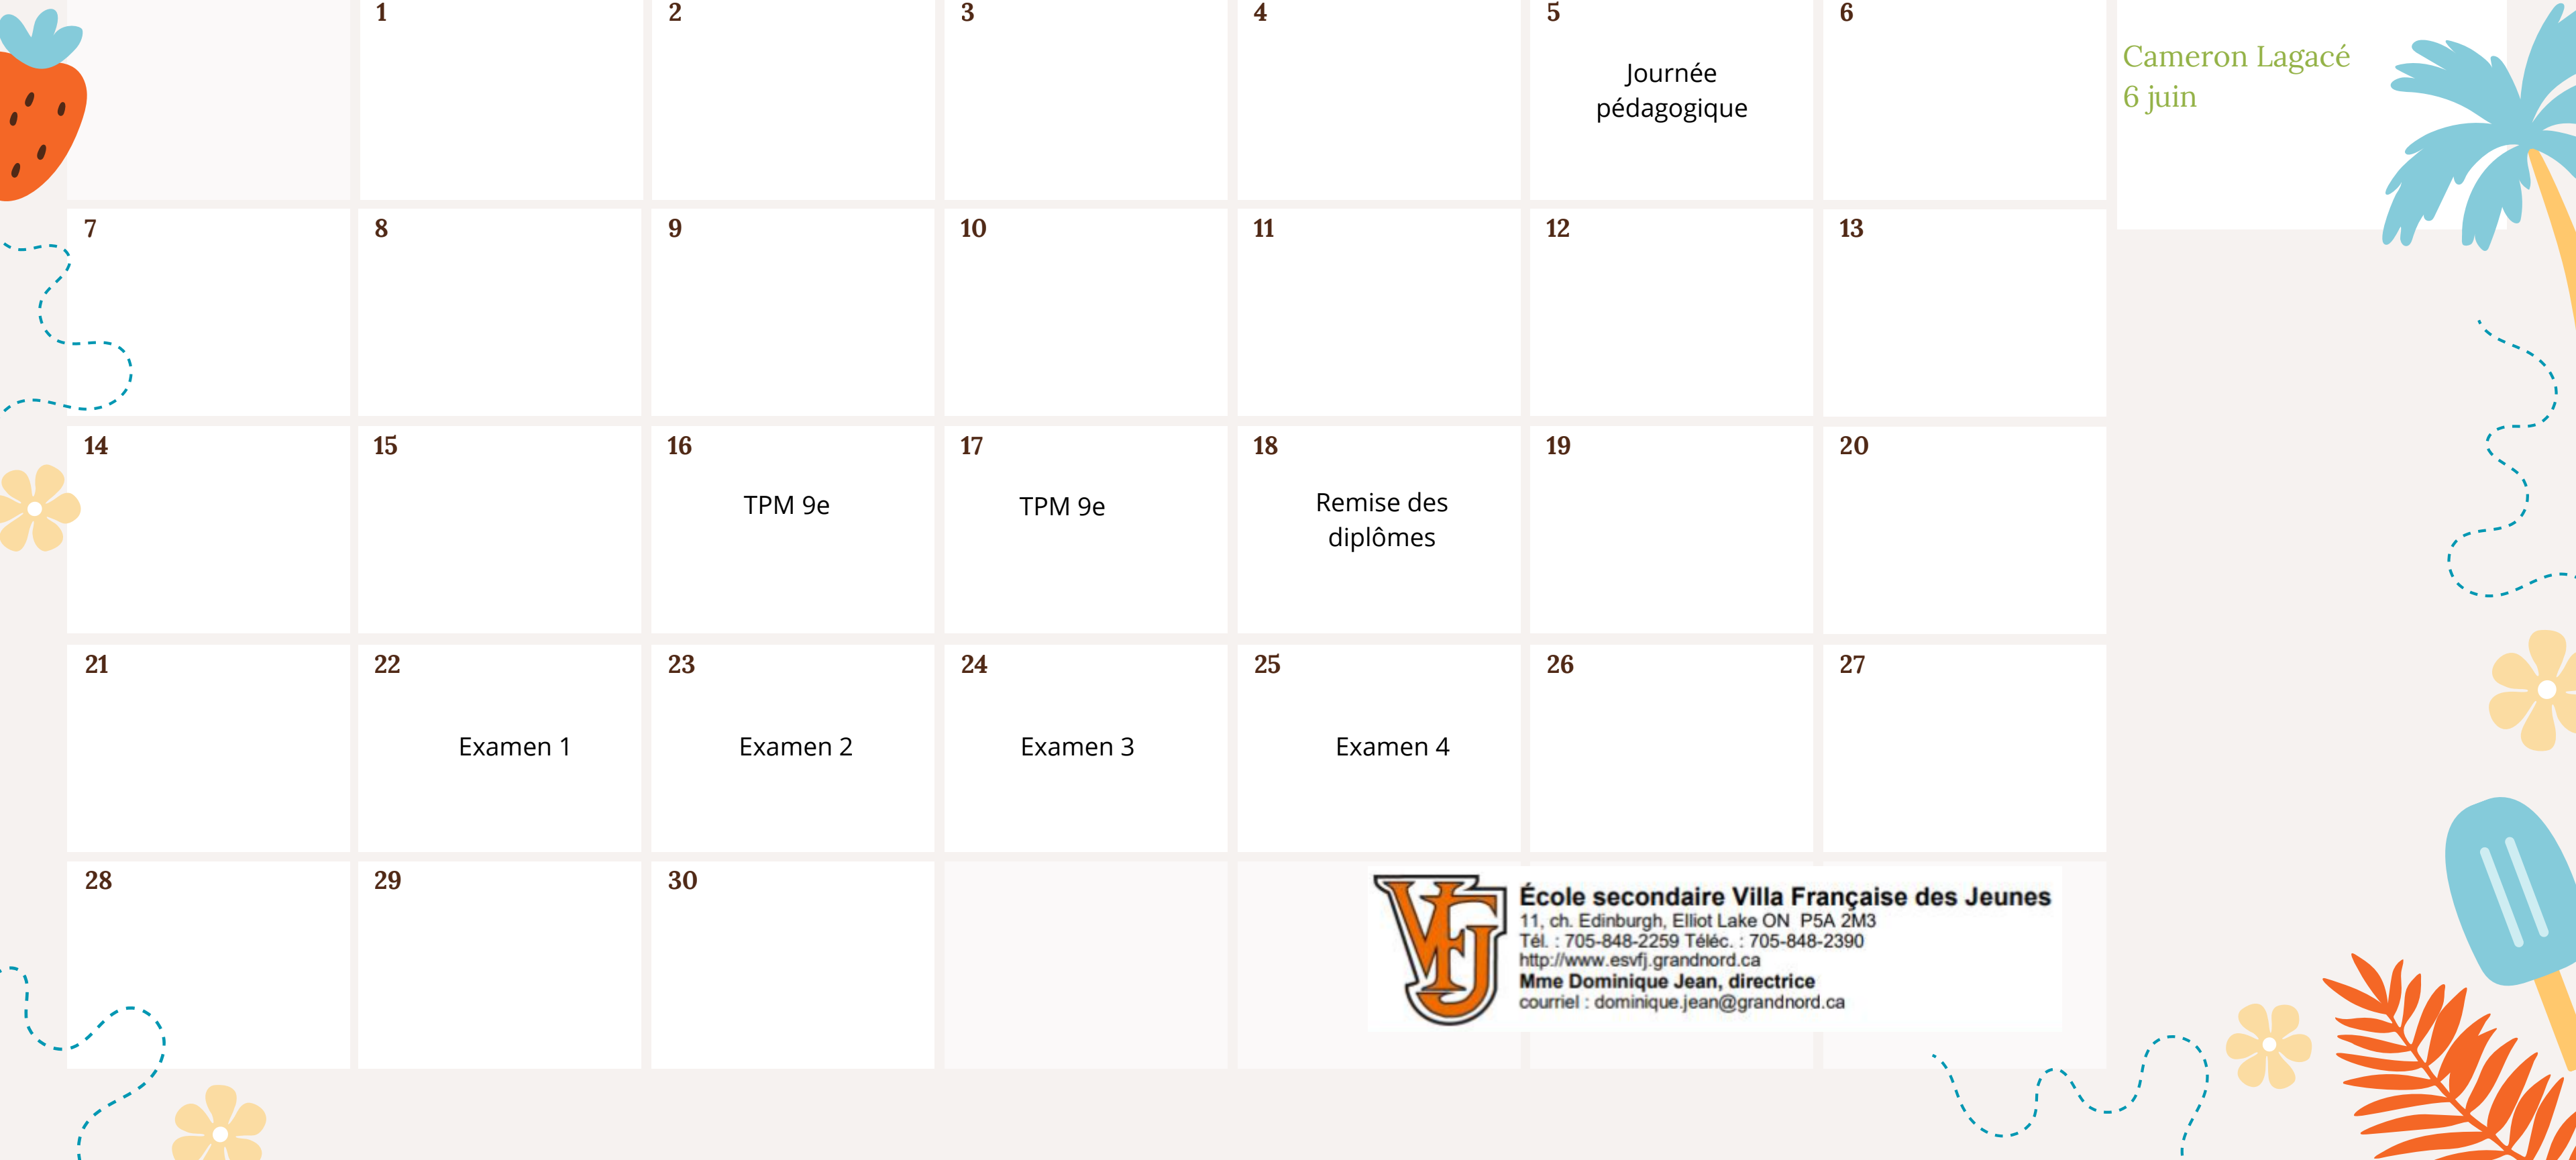 1 2 3 4 5 6
Journée
pédagogique
Cameron Lagacé
6 juin
7 8 9 10 11 12 13
14 15 16 17 18 19 20
TPM 9e
TPM 9e
Remise des
diplômes
21 22 23 24 25 26 27
Examen 1
Examen 2
Examen 3
Examen 4
28 29 30
VFJ
École secondaire Villa Française des Jeunes
11, ch. Edinburgh, Elliot Lake ON P5A 2M3
Tél. : 705-848-2259 Téléc. : 705-848-2390
http://www.esvfj.grandnord.ca
Mme Dominique Jean, directrice
courriel : dominique.jean@grandnord.ca